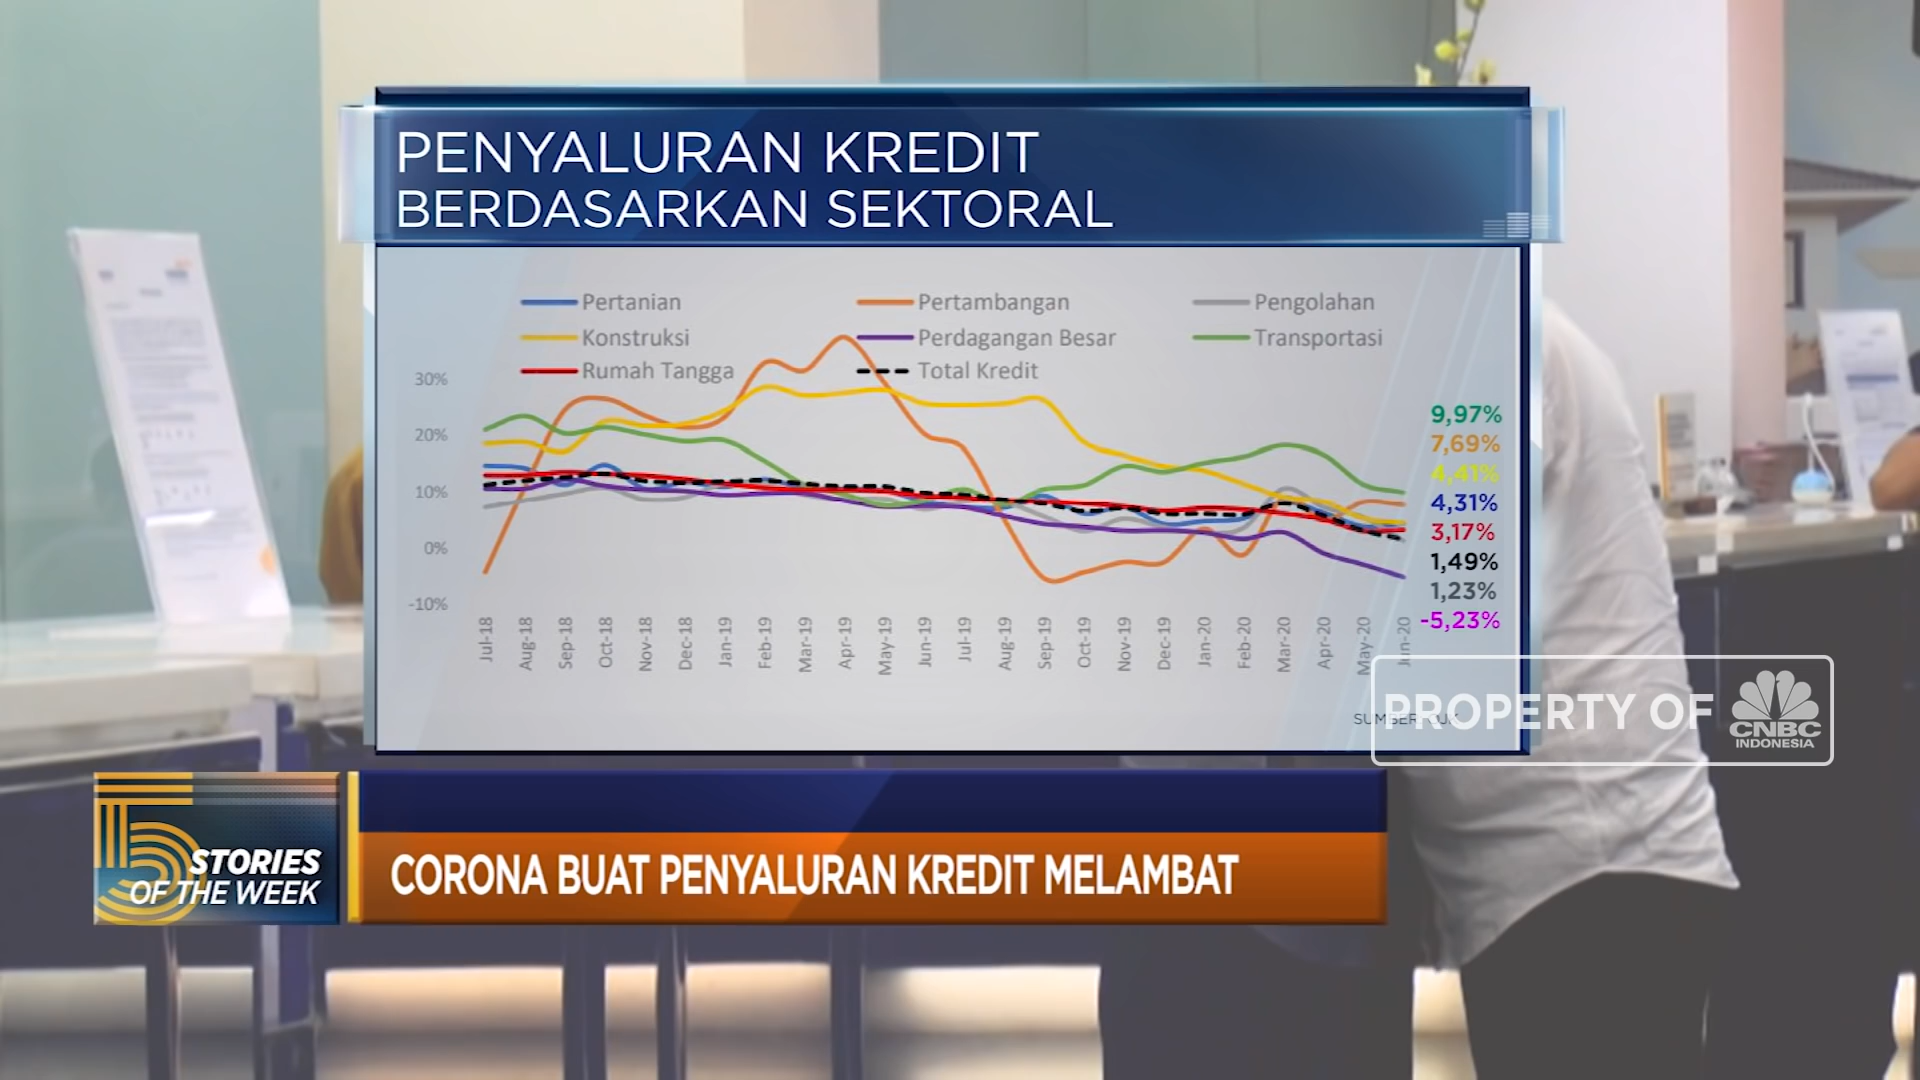 PENYALURAN KREDIT
BERDASARKAN SEKTORAL
Pertanian Pertambangan Pengolahan
Konstruksi Perdagangan Besar Transportasi
Rumah Tangga Total Kredit
30%
20%
10%
0%
-10%
9,97%
7,69%
4,41%
4,31%
3,17%
1,49%
1,23%
-5,23%
Jul-18 Aug-18 Sep-18 Oct-18 Nov-18 Dec-18 Jan-19 Feb-19 Mar-19 Apr-19 May-19 Jun-19 Jul-19 Aug-19 Sep-19 Oct-19 Nov-19 Dec-19 Jan-20 Feb-20 Mar-20 Apr-20 May-20 Jun-20
PROPERTY OF
CNBC
INDONESIA
5
STORIES
OF THE WEEK
CORONA BUAT PENYALURAN KREDIT MELAMBAT